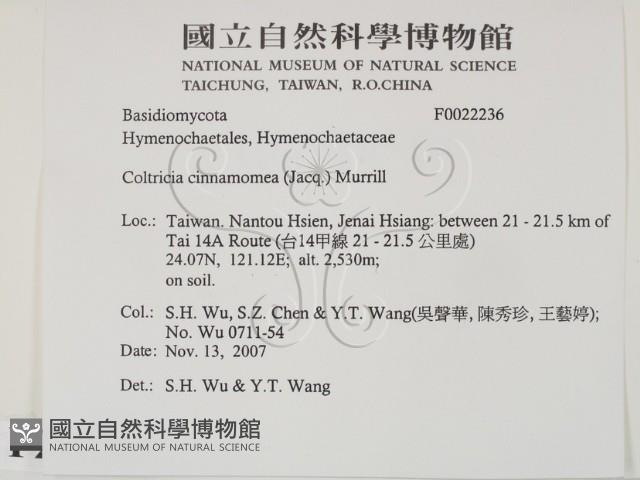 國立自然科學博物館
NATIONAL MUSEUM OF NATURAL SCIENCE
TAICHUNG, TAIWAN, R.O.CHINA
Basidiomycota F0022236
Hymenochaetales, Hymenochaetaceae
Coltricia cinnamomea (Jacq.) Murrill
Loc.: Taiwan. Nantou Hsien, Jenai Hsiang: between 21 - 21.5 km of
Tai 14A Route (台14甲線 21 - 21.5 公里處)
24.07N, 121.12E; alt. 2,530m;
on soil.
Col.: S.H. Wu, S.Z. Chen & Y.T. Wang(吳聲華, 陳秀珍, 王藝婷);
No. Wu 0711-54
Date: Nov. 13, 2007
Det.: S.H. Wu & Y.T. Wang
國立自然科學博物館
NATIONAL MUSEUM OF NATURAL SCIENCE